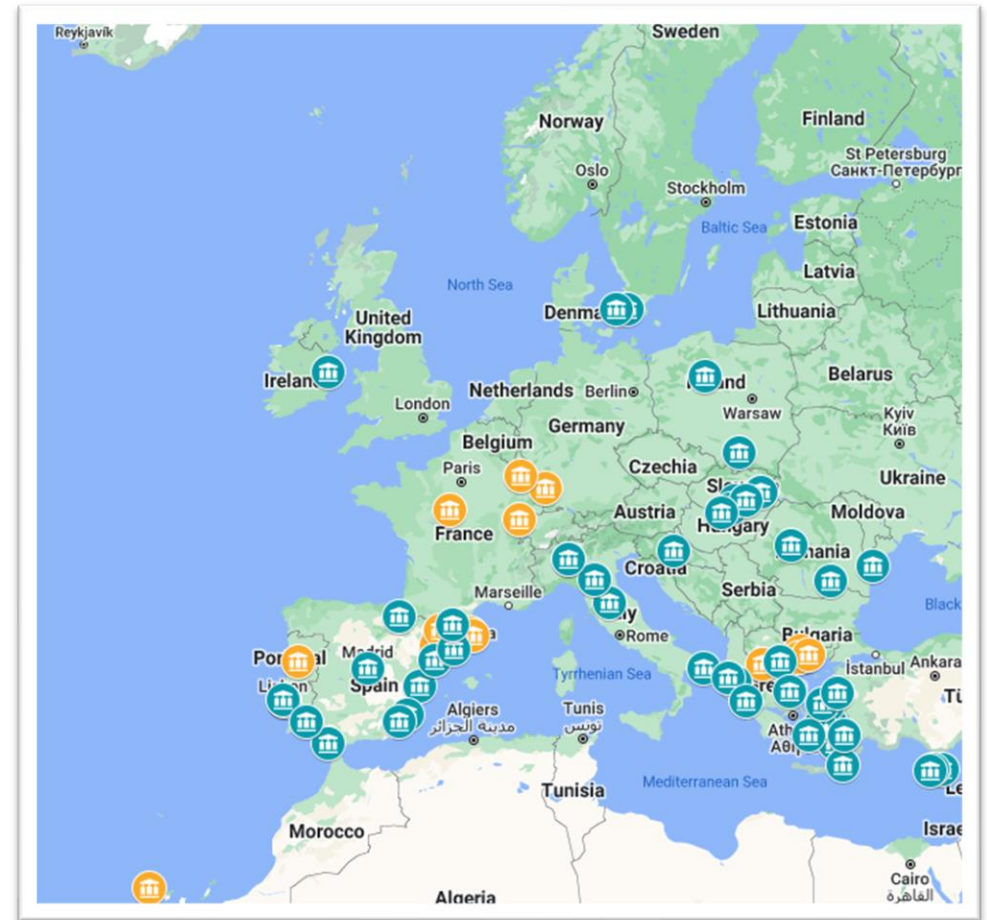 Reykjavík
Sweden
Norway
Finland
St Petersburg
Санкт-Петербург
Oslo
Stockholm
Baltic Sea
Estonia
Latvia
North Sea
Lithuania
Denma
United
Kingdom
Irelan
Netherlands
Berlin
Belarus
London
Warsaw
Kyiv
Київ
Germany
Belgium
Paris
Czechia
Ukraine
Austria
Moldova
Hungary
France
Croatia
Marseille
Serbia
Black
Rome
Bulgaria
Madrid
Spain
Tyrrhenian Sea
İstanbul
Ankara
Algiers
مدينة الجزائر
Tunis
تونس
Mediterranean Sea
Tunisia
Morocco
Israe
Cairo
القاهرة
Algeria